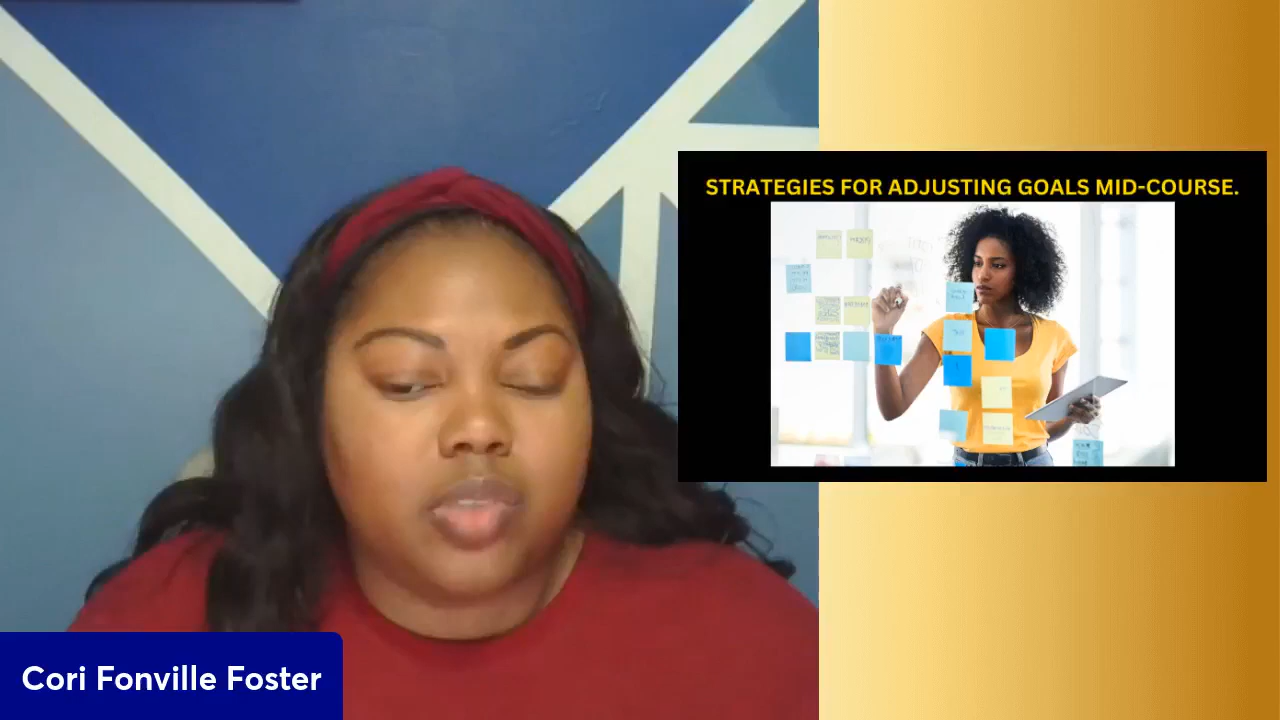 STRATEGIES FOR ADJUSTING GOALS MID-COURSE.
Cori Fonville Foster